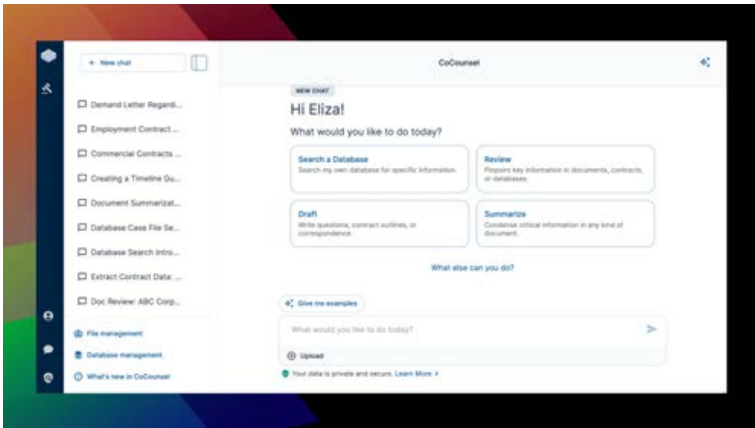 + New chat
CoCounsel
Demand Letter Regardi...
Employment Contract ...
Commercial Contracts ...
Creating a Timeline Ou...
Document Summarizat...
Database Case File Se...
Database Search Intro...
Extract Contract Data: ...
Doc Review: ABC Corp...
File management
Database management
What's new in CoCounsel
NEW CHAT
Hi Eliza!
What would you like to do today?
Search a Database
Search my own database for specific information.
Review
Pinpoint key information in documents, contracts,
or databases.
Draft
Write questions, contract outlines, or
correspondence.
Summarize
Condense critical information in any kind of
document.
What else can you do?
Give me examples
What would you like to do today?
Upload
Your data is private and secure. Learn More >